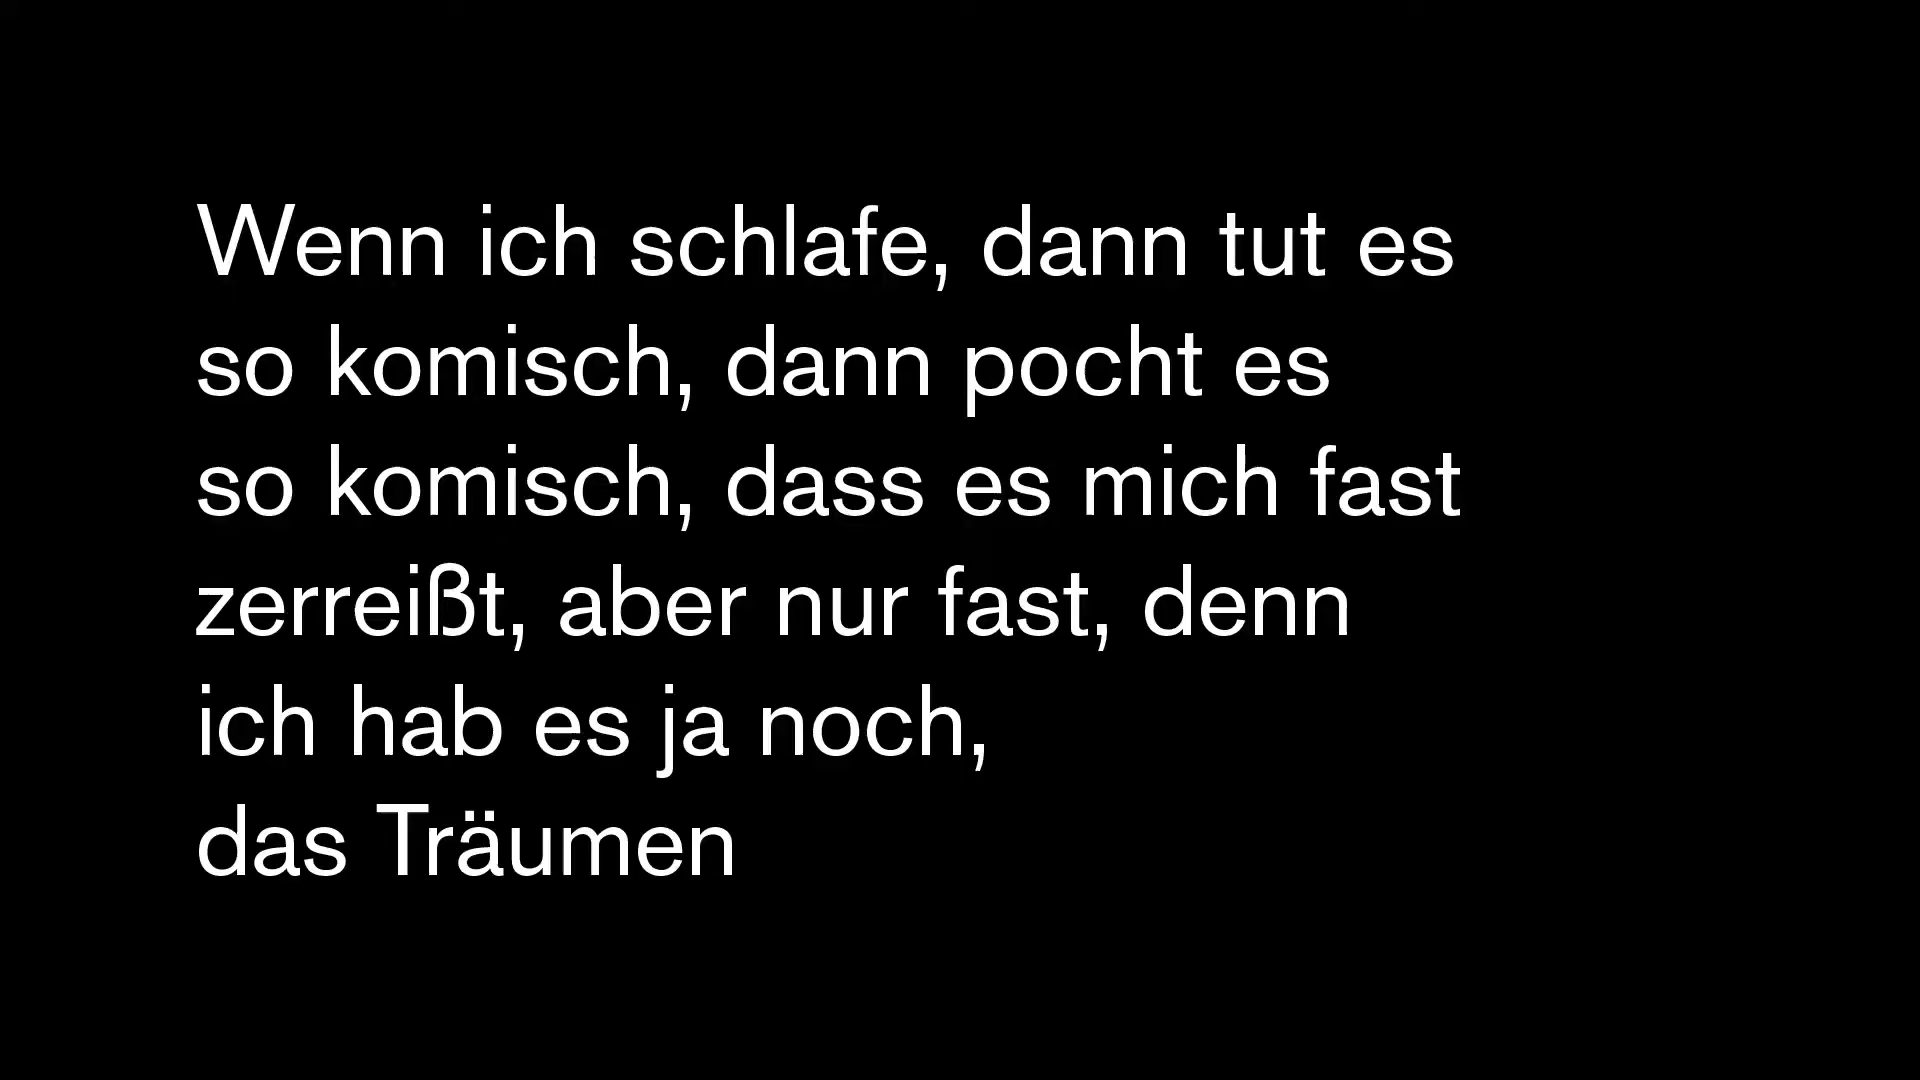 Wenn ich schlafe, dann tut es
so komisch, dann pocht es
so komisch, dass es mich fast
zerreißt, aber nur fast, denn
ich hab es ja noch,
das Träumen